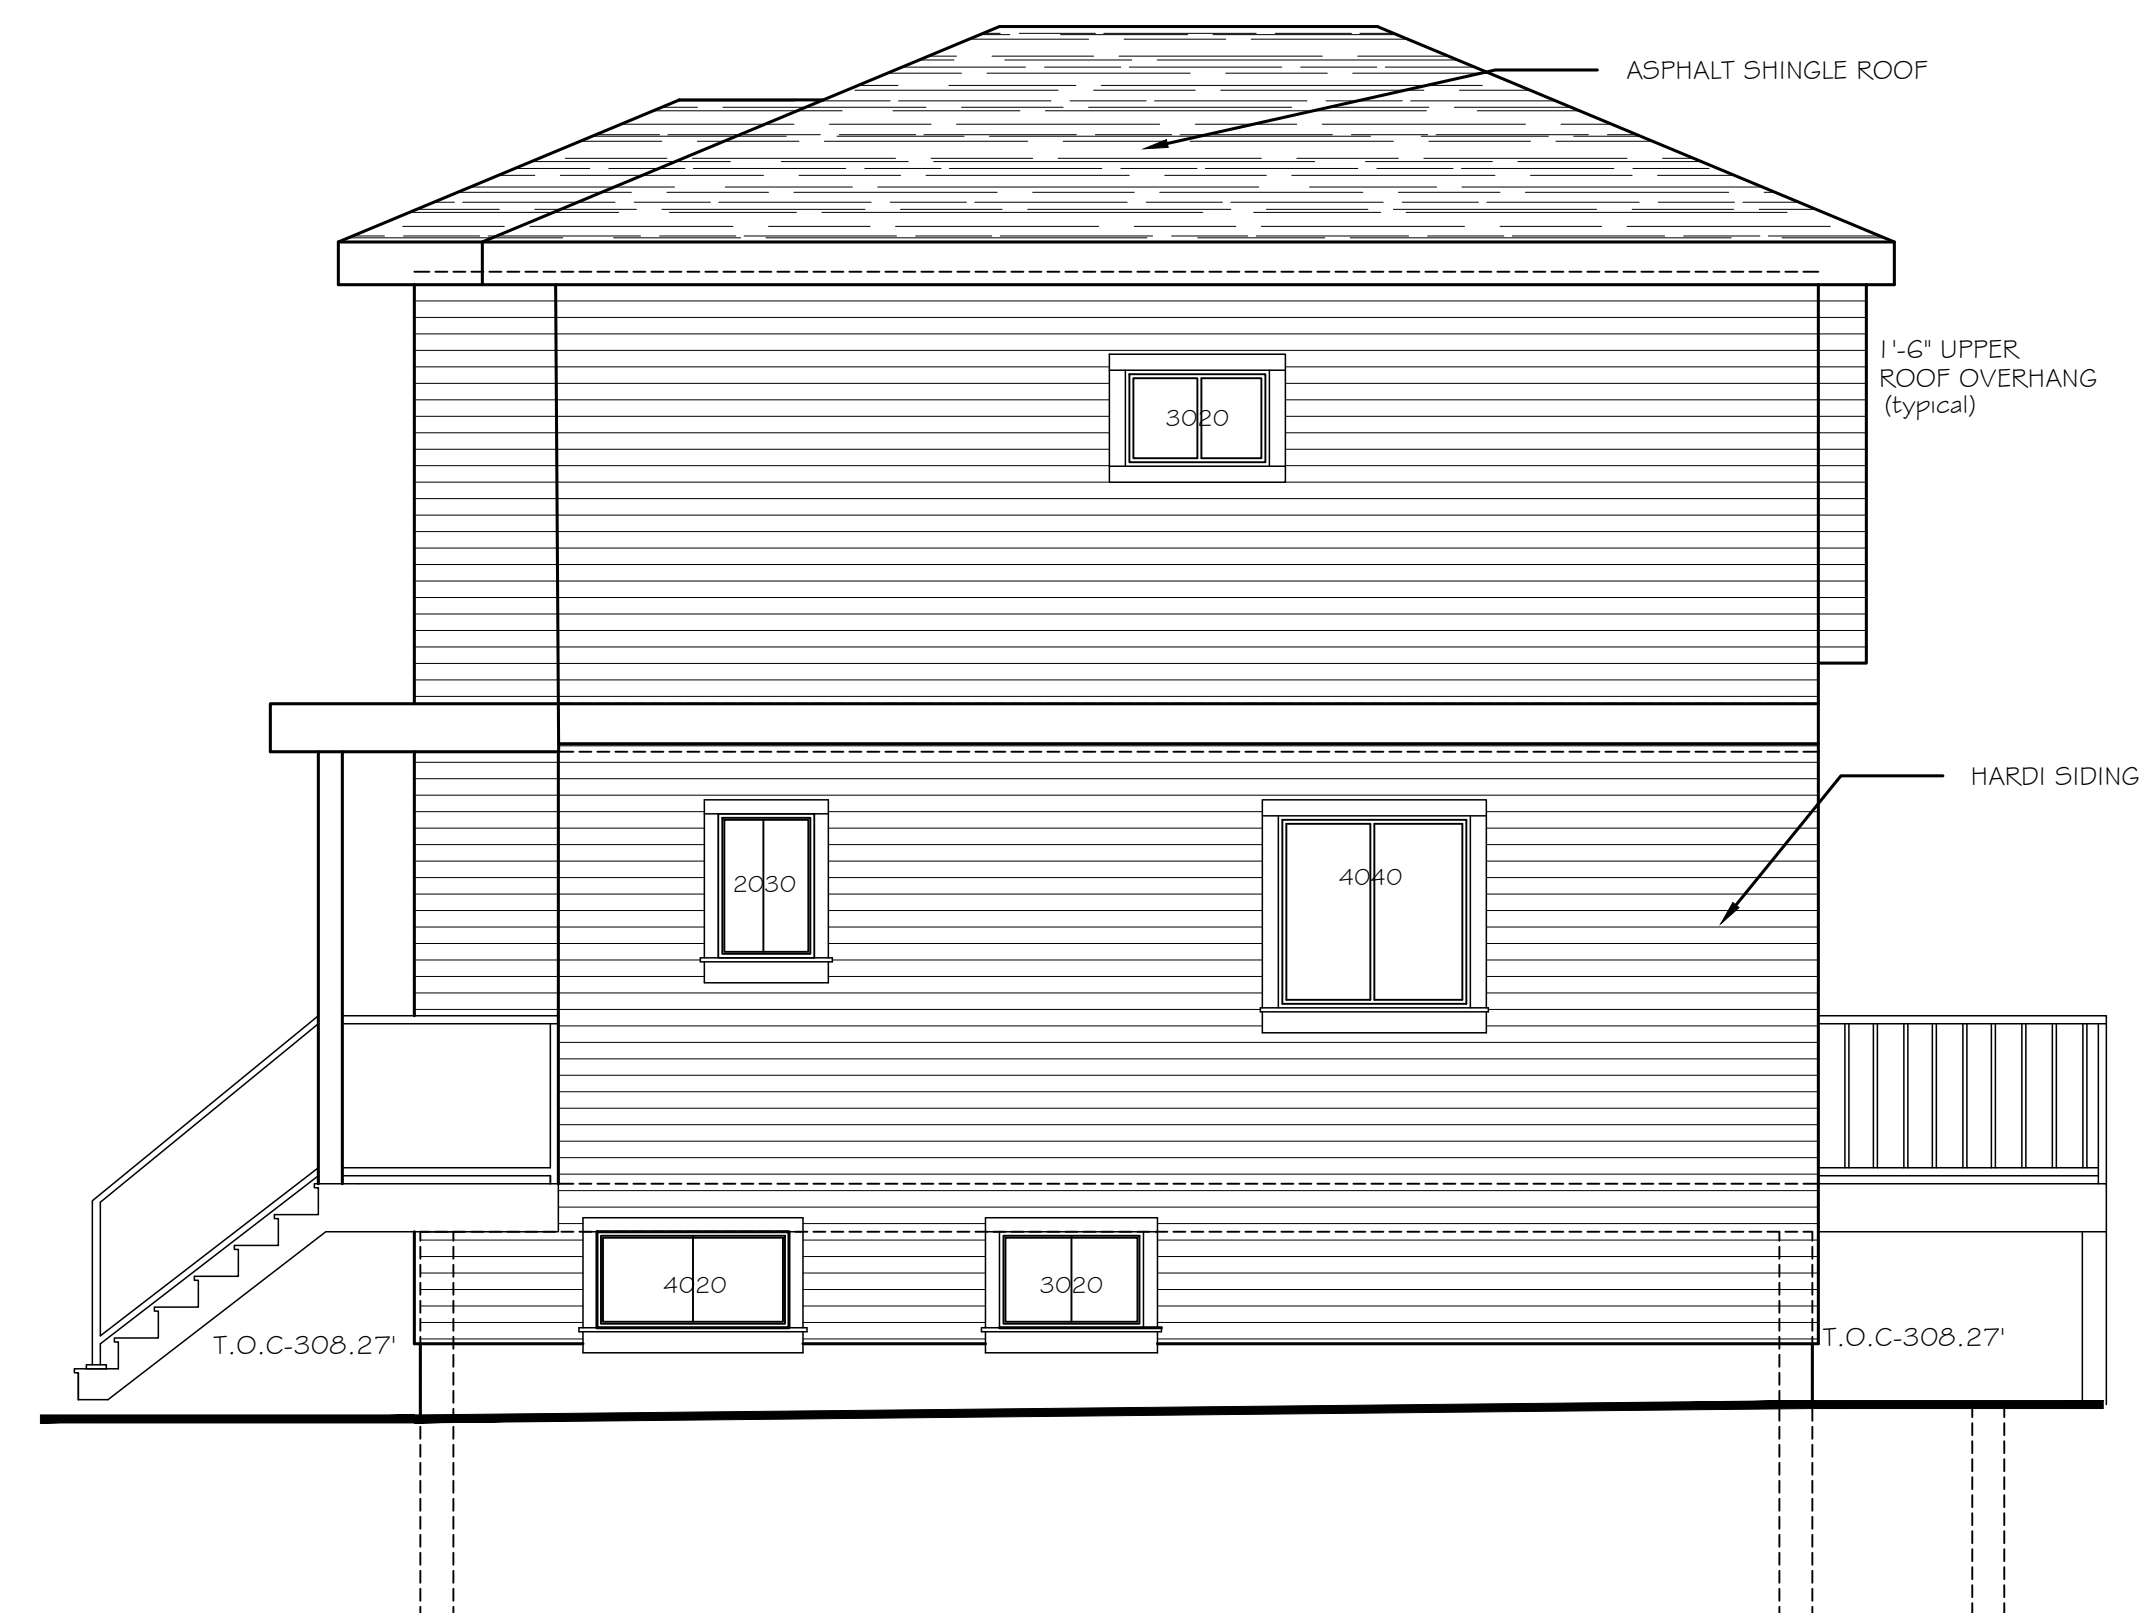 ASPHALT SHINGLE ROOF
1'-6" UPPER
ROOF OVERHANG
(typical)
3020
HARDI SIDING
2030
4040
4020
3020
T.O.C-308.27'
T.O.C-308.27'